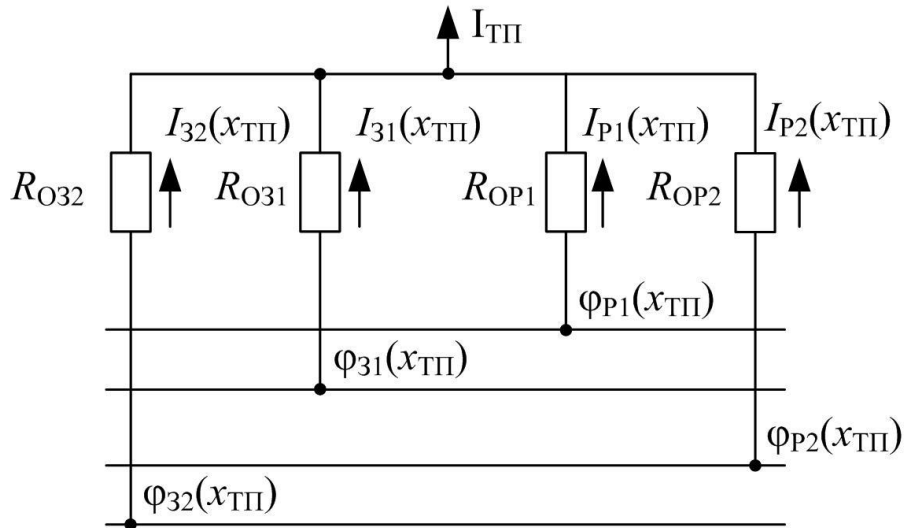 I_ТП
I_З2(x_ТП) I_З1(x_ТП) I_Р1(x_ТП) I_Р2(x_ТП)
R_ОЗ2 R_ОЗ1 R_ОР1 R_ОР2
φ_Р1(x_ТП)
φ_З1(x_ТП)
φ_Р2(x_ТП)
φ_З2(x_ТП)